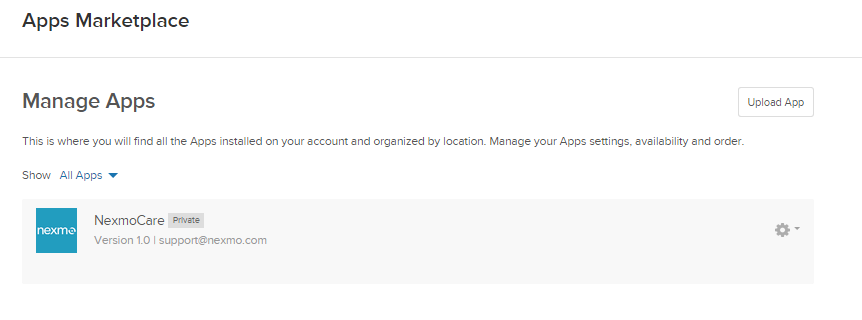 Apps Marketplace
Manage Apps
Upload App
This is where you will find all the Apps installed on your account and organized by location. Manage your Apps settings, availability and order.
Show All Apps
nexmo
NexmoCare Private
Version 1.0 | support@nexmo.com